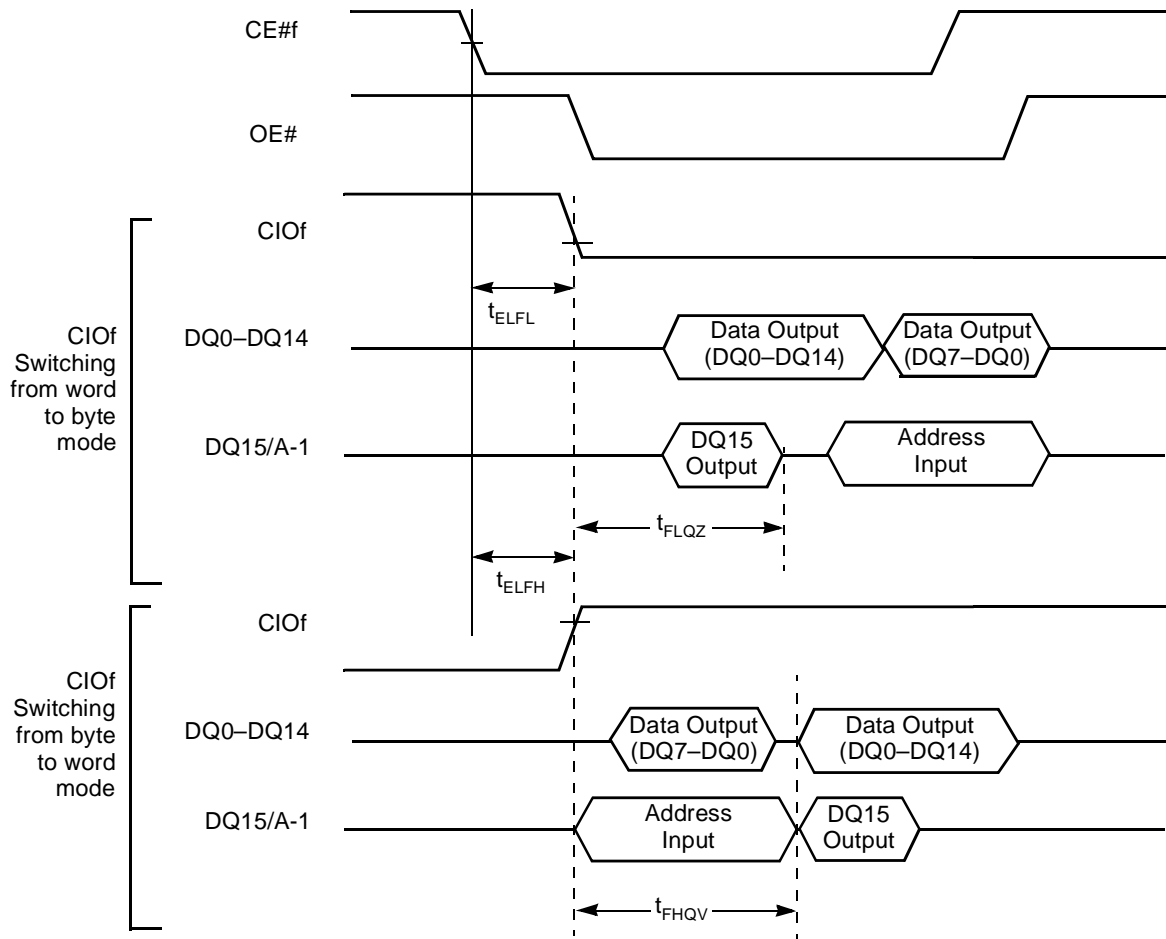 CE#f
OE#
CIOf
tELFL
CIOf
Switching
from word
to byte
mode
DQ0–DQ14
Data Output
(DQ0–DQ14)
Data Output
(DQ7–DQ0)
DQ15/A-1
DQ15
Output
Address
Input
tFLQZ
tELFH
CIOf
CIOf
Switching
from byte
to word
mode
DQ0–DQ14
Data Output
(DQ7–DQ0)
Data Output
(DQ0–DQ14)
DQ15/A-1
Address
Input
DQ15
Output
tFHQV